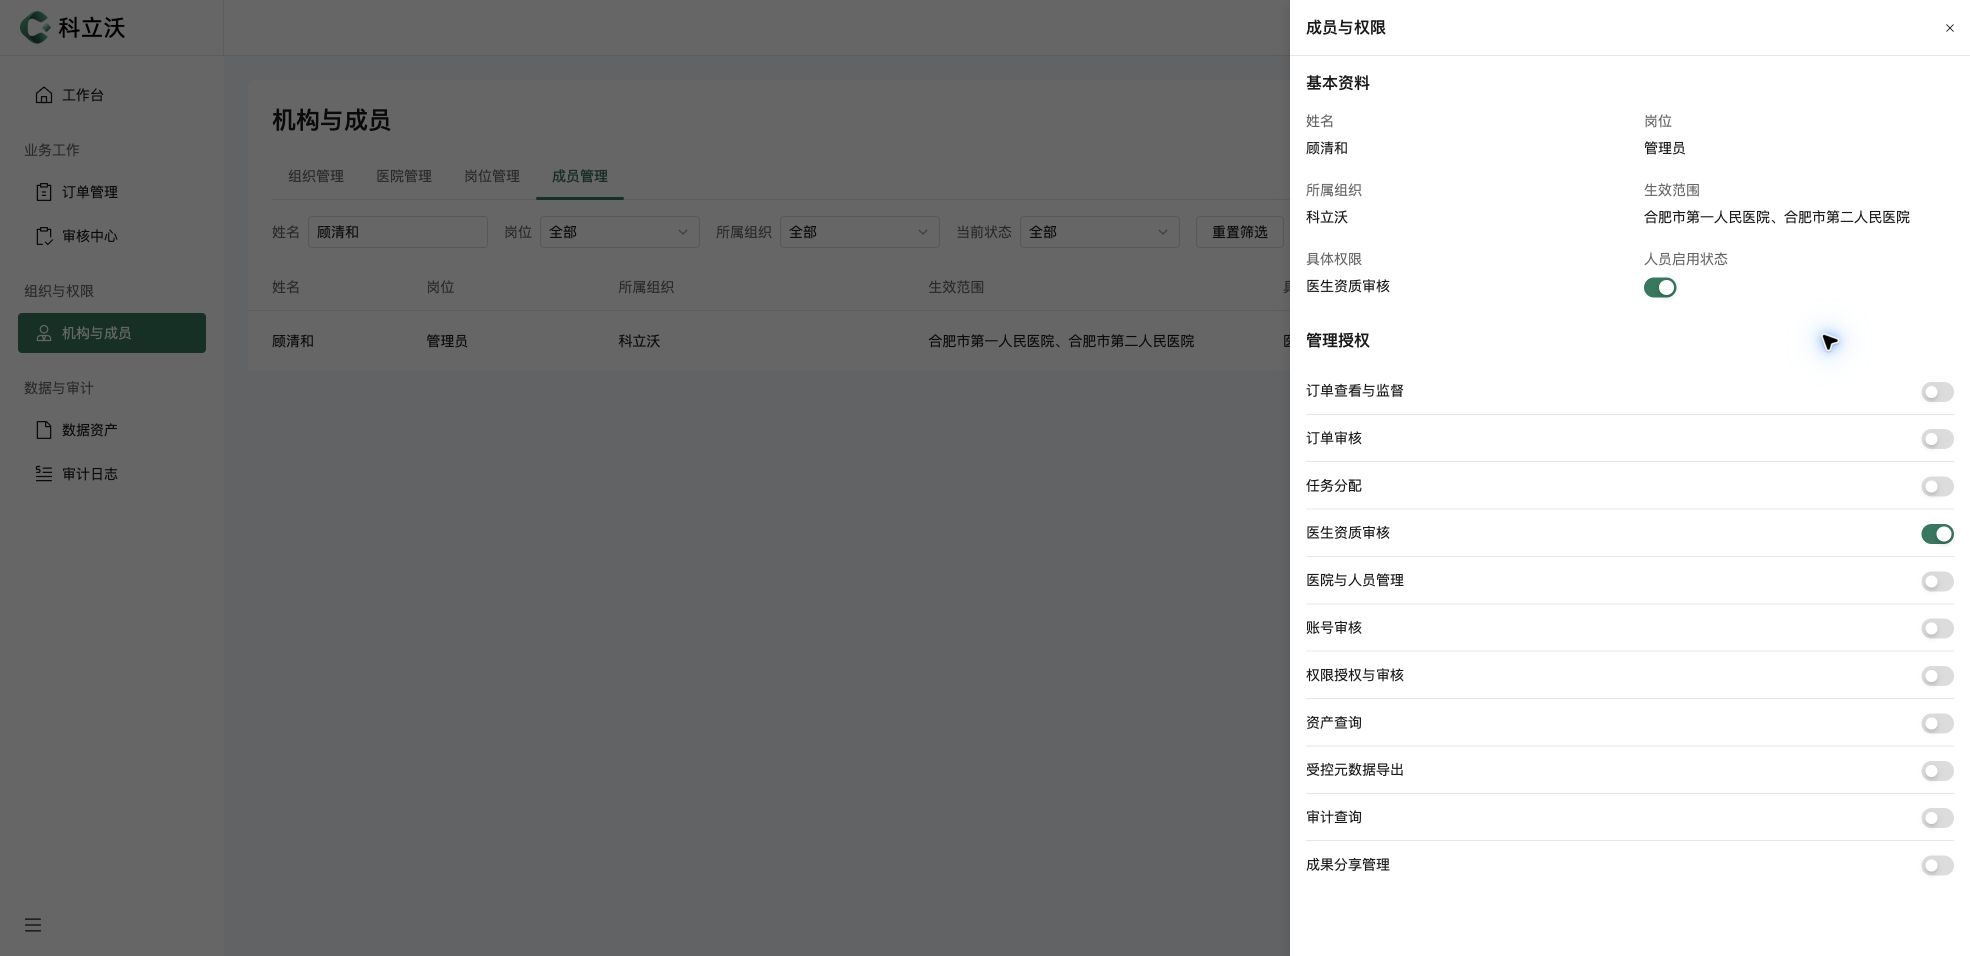 科立沃
工作台
业务工作
订单管理
审核中心
组织与权限
机构与成员
数据与审计
数据资产
审计日志
机构与成员
组织管理 医院管理 岗位管理 成员管理
姓名 顾清和 岗位 全部 所属组织 全部 当前状态 全部 重置筛选
姓名 岗位 所属组织 生效范围
顾清和 管理员 科立沃 合肥市第一人民医院、合肥市第二人民医院
成员与权限
基本资料
姓名 岗位
顾清和 管理员
所属组织 生效范围
科立沃 合肥市第一人民医院、合肥市第二人民医院
具体权限 人员启用状态
医生资质审核
管理授权
订单查看与监督
订单审核
任务分配
医生资质审核
医院与人员管理
账号审核
权限授权与审核
资产查询
受控元数据导出
审计查询
成果分享管理